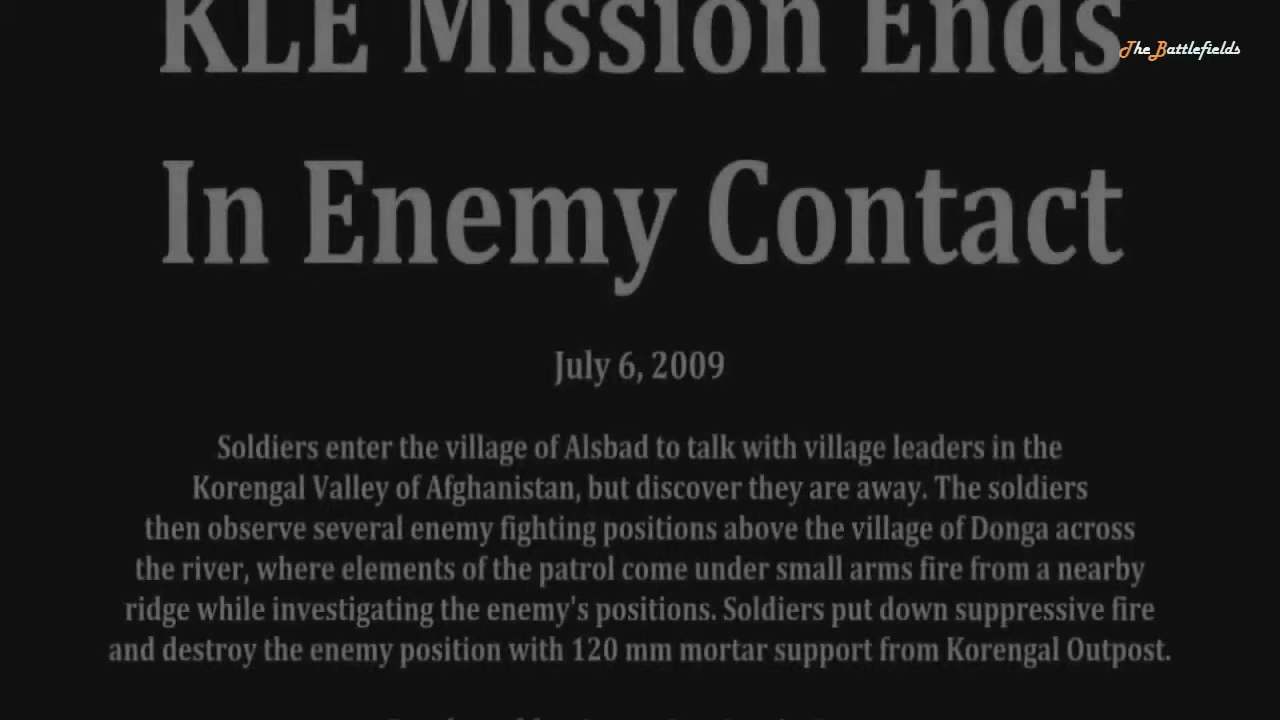 KLE Mission Ends
The Battlefields
In Enemy Contact
July 6, 2009
Soldiers enter the village of Alsbad to talk with village leaders in the
Korengal Valley of Afghanistan, but discover they are away. The soldiers
then observe several enemy fighting positions above the village of Donga across
the river, where elements of the patrol come under small arms fire from a nearby
ridge while investigating the enemy's positions. Soldiers put down suppressive fire
and destroy the enemy position with 120 mm mortar support from Korengal Outpost.